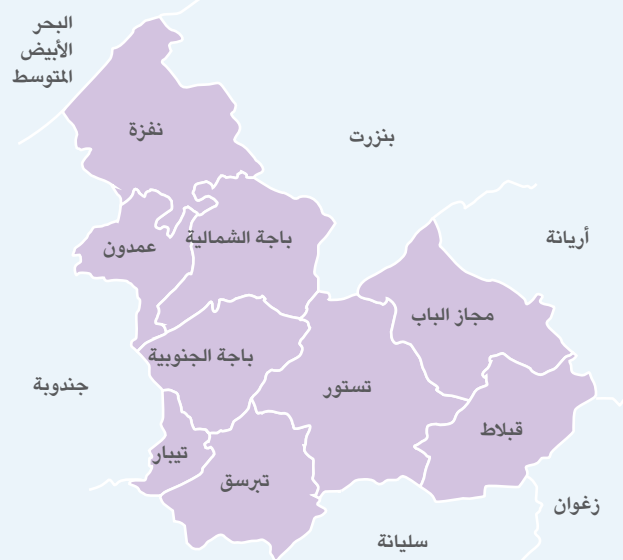 البحر
الأبيض
المتوسط
نفزة
بنزرت
باجة الشمالية
عمدون
أريانة
مجاز الباب
باجة الجنوبية
جندوبة
تستور
قبلاط
تيبار
تبرسق
زغوان
سليانة